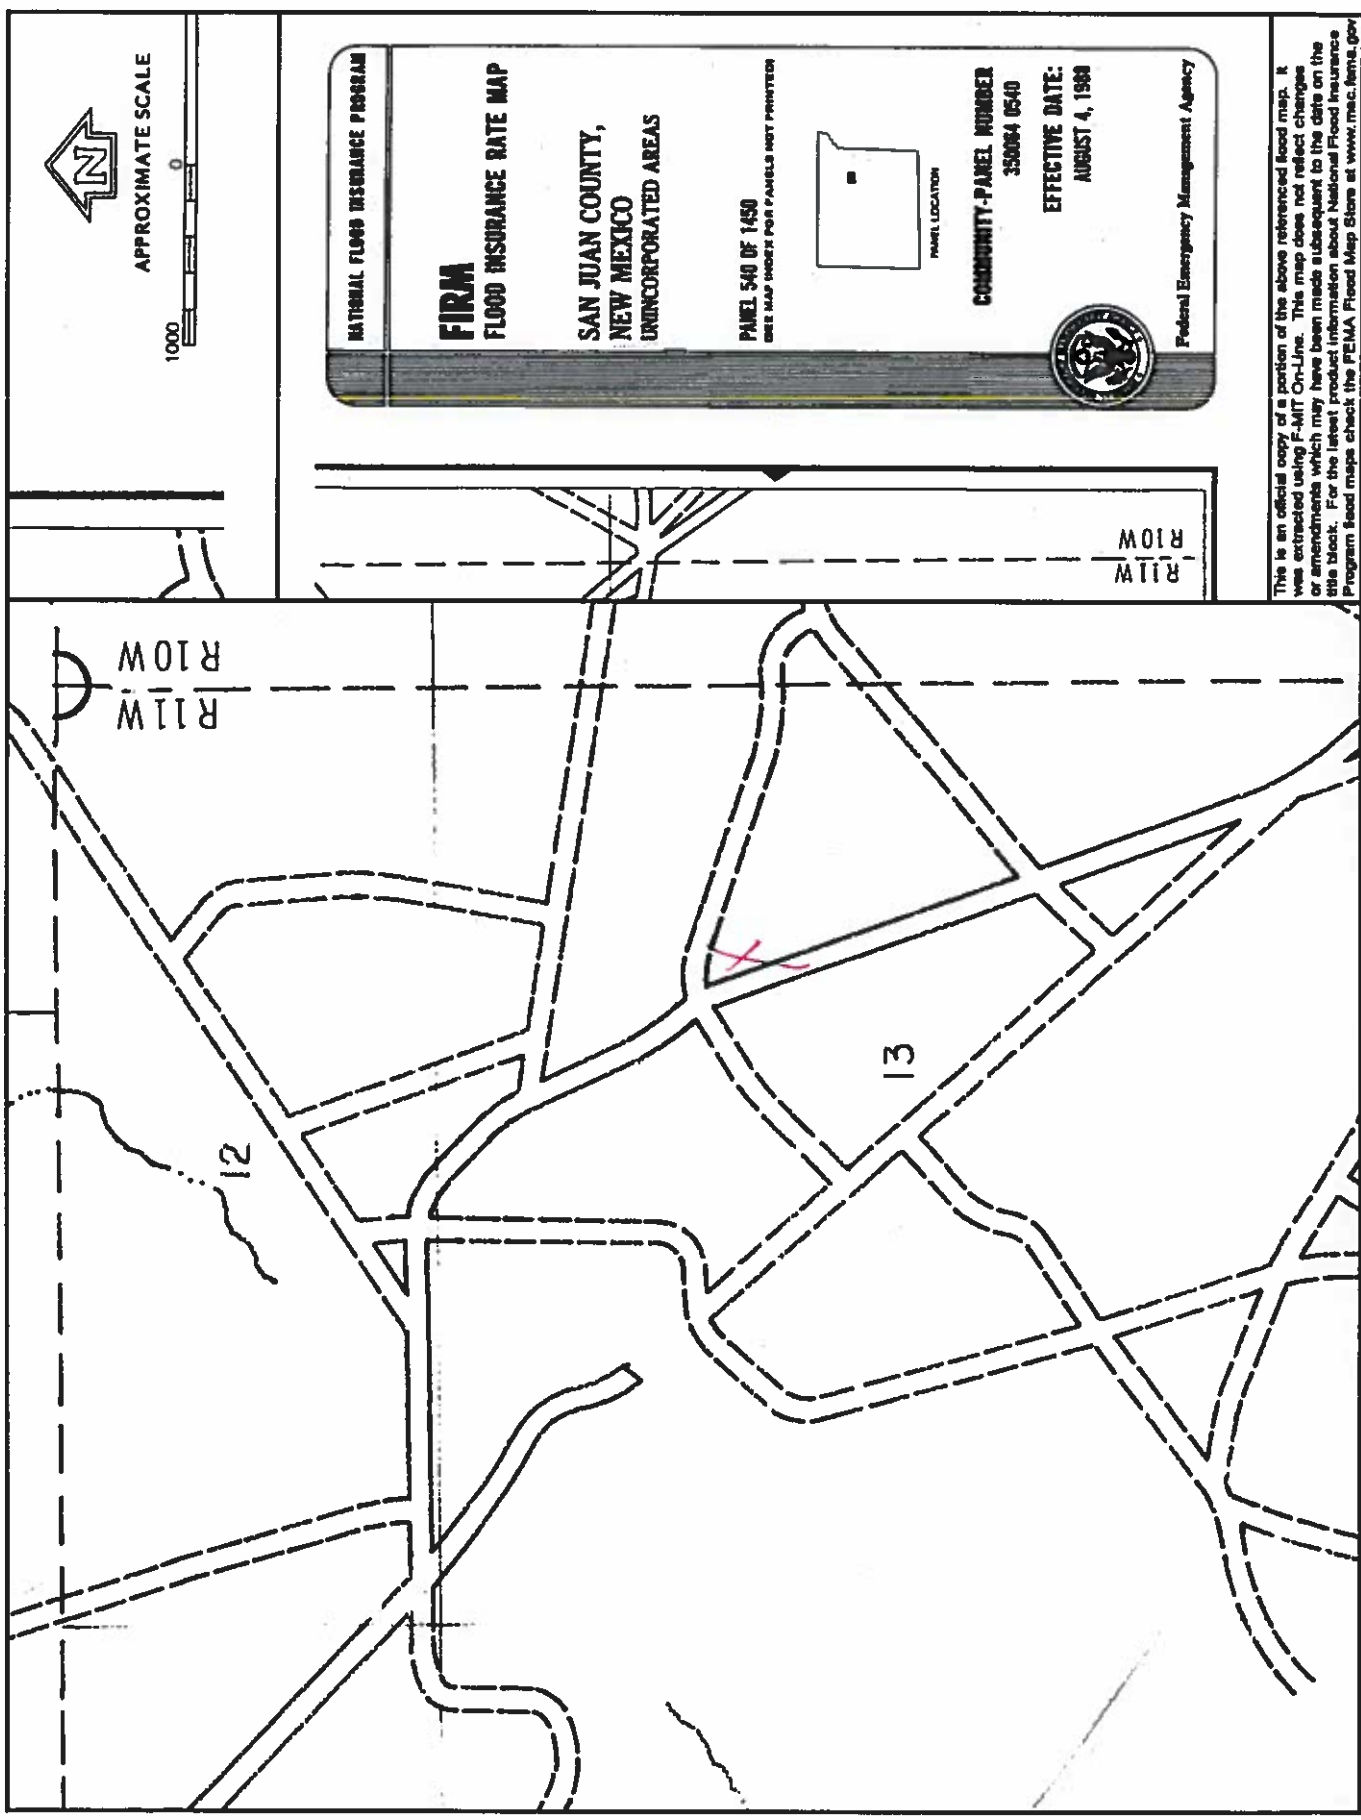 N
APPROXIMATE SCALE
1000 0
NATIONAL FLOOD INSURANCE PROGRAM
FIRM
FLOOD INSURANCE RATE MAP
SAN JUAN COUNTY,
NEW MEXICO
UNINCORPORATED AREAS
PANEL 540 OF 1450
(SEE MAP INDEX FOR PANELS NOT PRINTED)
PANEL LOCATION
COMMUNITY-PANEL NUMBER
350064 0540
EFFECTIVE DATE:
AUGUST 4, 1988
Federal Emergency Management Agency
This is an official copy of a portion of the above referenced flood map. It
was extracted using F-MIT On-Line. This map does not reflect changes
or amendments which may have been made subsequent to the date on the
title block. For the latest product information about National Flood Insurance
Program flood maps check the FEMA Flood Map Store at www.msc.fema.gov
R11W R10W
R11W R10W
12
13
X